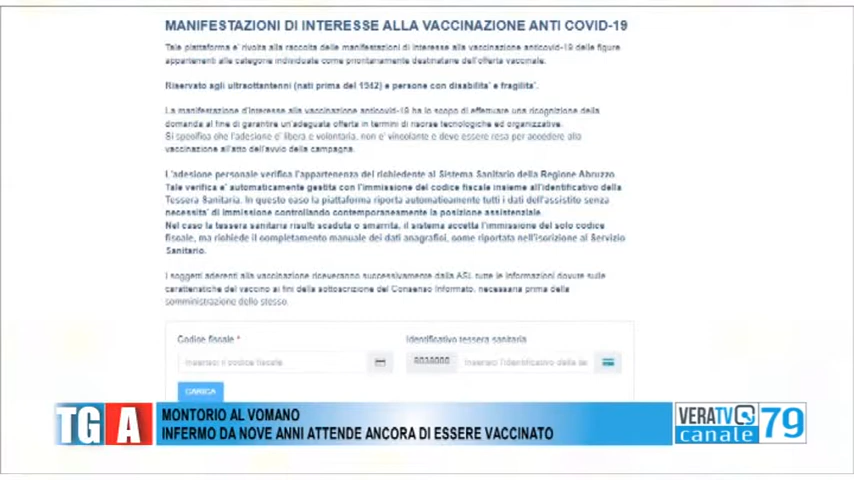 MANIFESTAZIONI DI INTERESSE ALLA VACCINAZIONE ANTI COVID-19
Tale piattaforma e' rivolta alla raccolta delle manifestazioni di interesse alla vaccinazione anticovid-19 delle figure
appartenenti alle categorie individuate come prioritariamente destinatarie dell'offerta vaccinale.
Riservato agli ultraottantenni (nati prima del 1942) e persone con disabilita' e fragilita'.
La manifestazione d'interesse alla vaccinazione anticovid-19 ha lo scopo di effettuare una ricognizione della
domanda al fine di garantire un'adeguata offerta in termini di risorse tecnologiche ed organizzative.
Si specifica che l'adesione e' libera e volontaria, non e' vincolante e deve essere resa per accedere alla
vaccinazione all'atto dell'avvio della campagna.
L'adesione personale verifica l'appartenenza del richiedente al Sistema Sanitario della Regione Abruzzo.
Tale verifica e' automaticamente gestita con l'immissione del codice fiscale insieme all'identificativo della
Tessera Sanitaria. In questo caso la piattaforma riporta automaticamente tutti i dati dell'assistito senza
necessita' di immissione controllando contemporaneamente la posizione assistenziale.
Nel caso la tessera sanitaria risulti scaduta o smarrita, il sistema accetta l'immissione del solo codice
fiscale, ma richiede il completamento manuale dei dati anagrafici, come riportata nell'iscrizione al Servizio
Sanitario.
I soggetti aderenti alla vaccinazione riceveranno successivamente dalla ASL tutte le informazioni dovute sulle
caratteristiche del vaccino ai fini della sottoscrizione del Consenso Informato, necessaria prima della
somministrazione dello stesso.
Codice fiscale * Identificativo tessera sanitaria
Inserisci il codice fiscale Inserisci l'identificativo della te
CARICA
TGA MONTORIO AL VOMANO
INFERMO DA NOVE ANNI ATTENDE ANCORA DI ESSERE VACCINATO
VERATV
canale 79